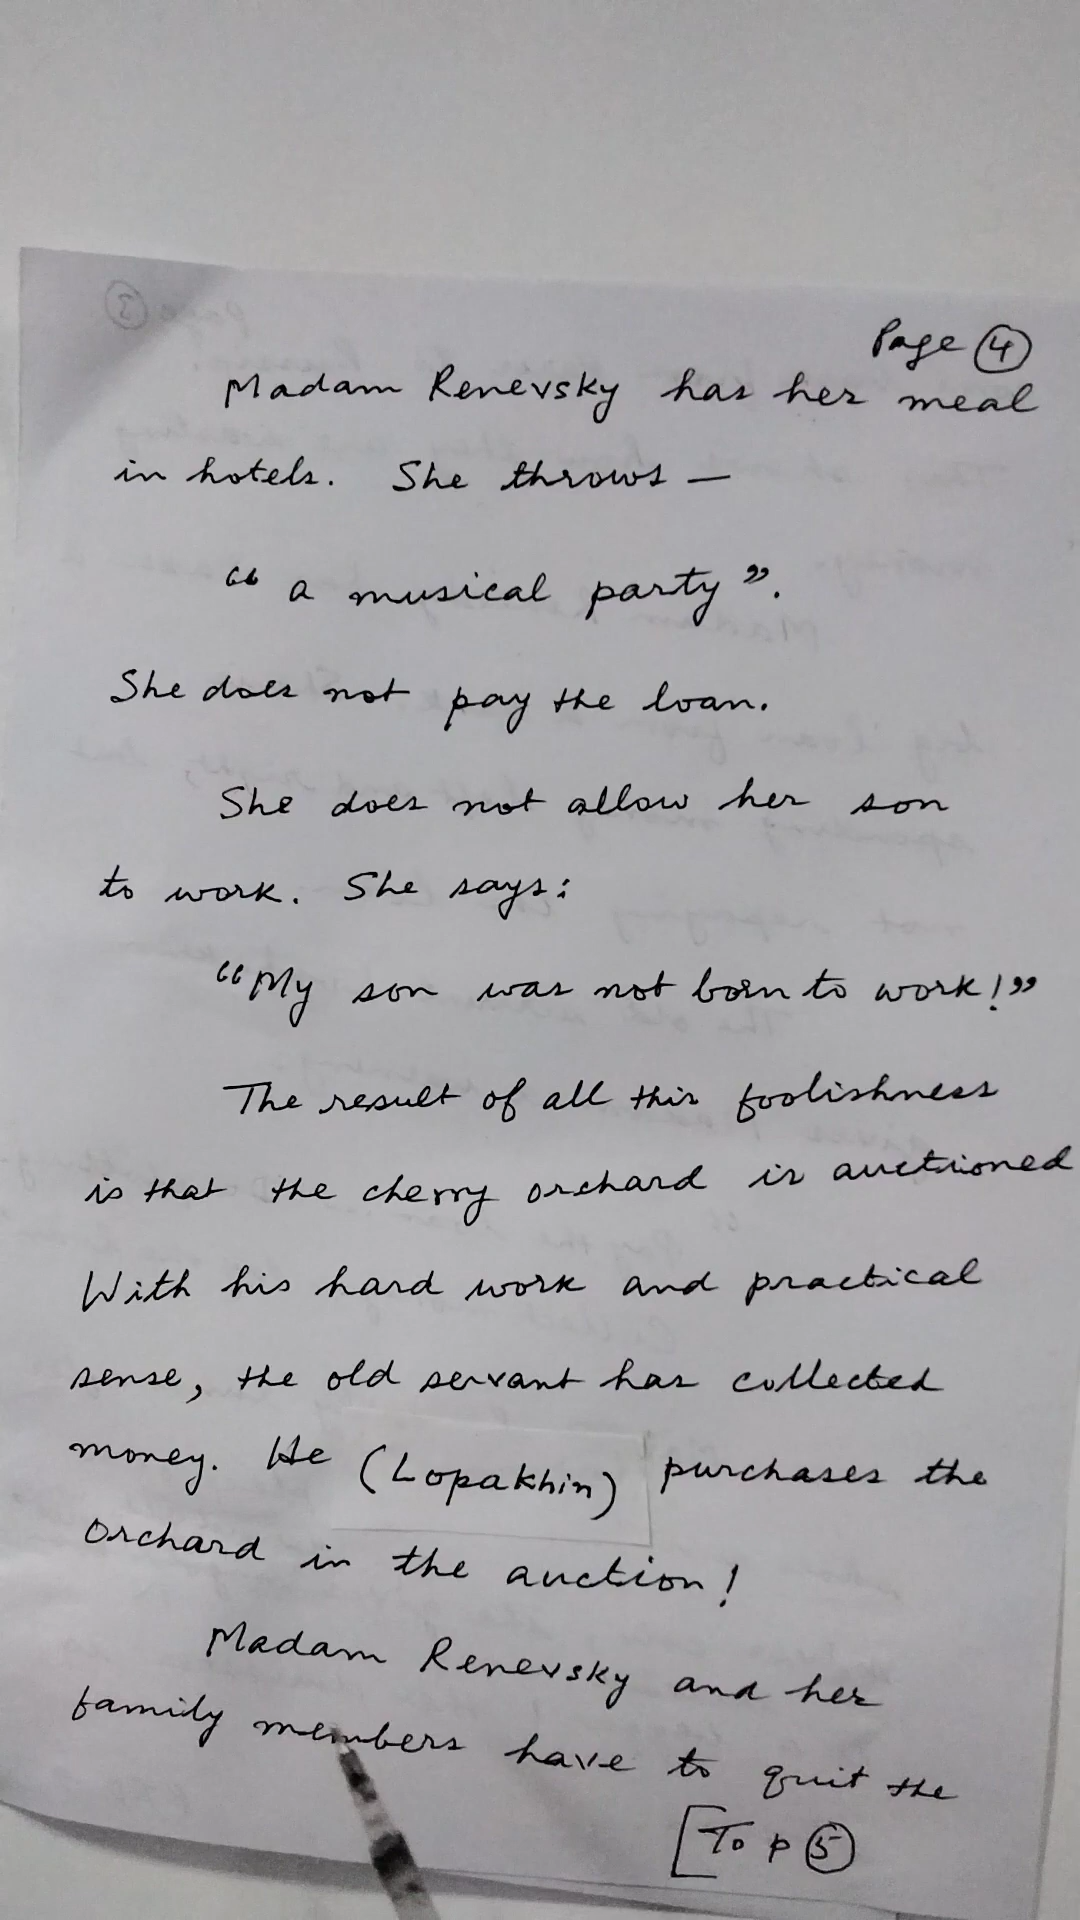 Page 4
Madam Renevsky has her meal
in hotels. She throws —
"a musical party".
She does not pay the loan.
She does not allow her son
to work. She says:
"My son was not born to work!"
The result of all this foolishness
is that the cherry orchard is auctioned
With his hard work and practical
sense, the old servant has collected
money. He (Lopakhin) purchases the
orchard in the auction!
Madam Renevsky and her
family members have to quit the
[To p 5